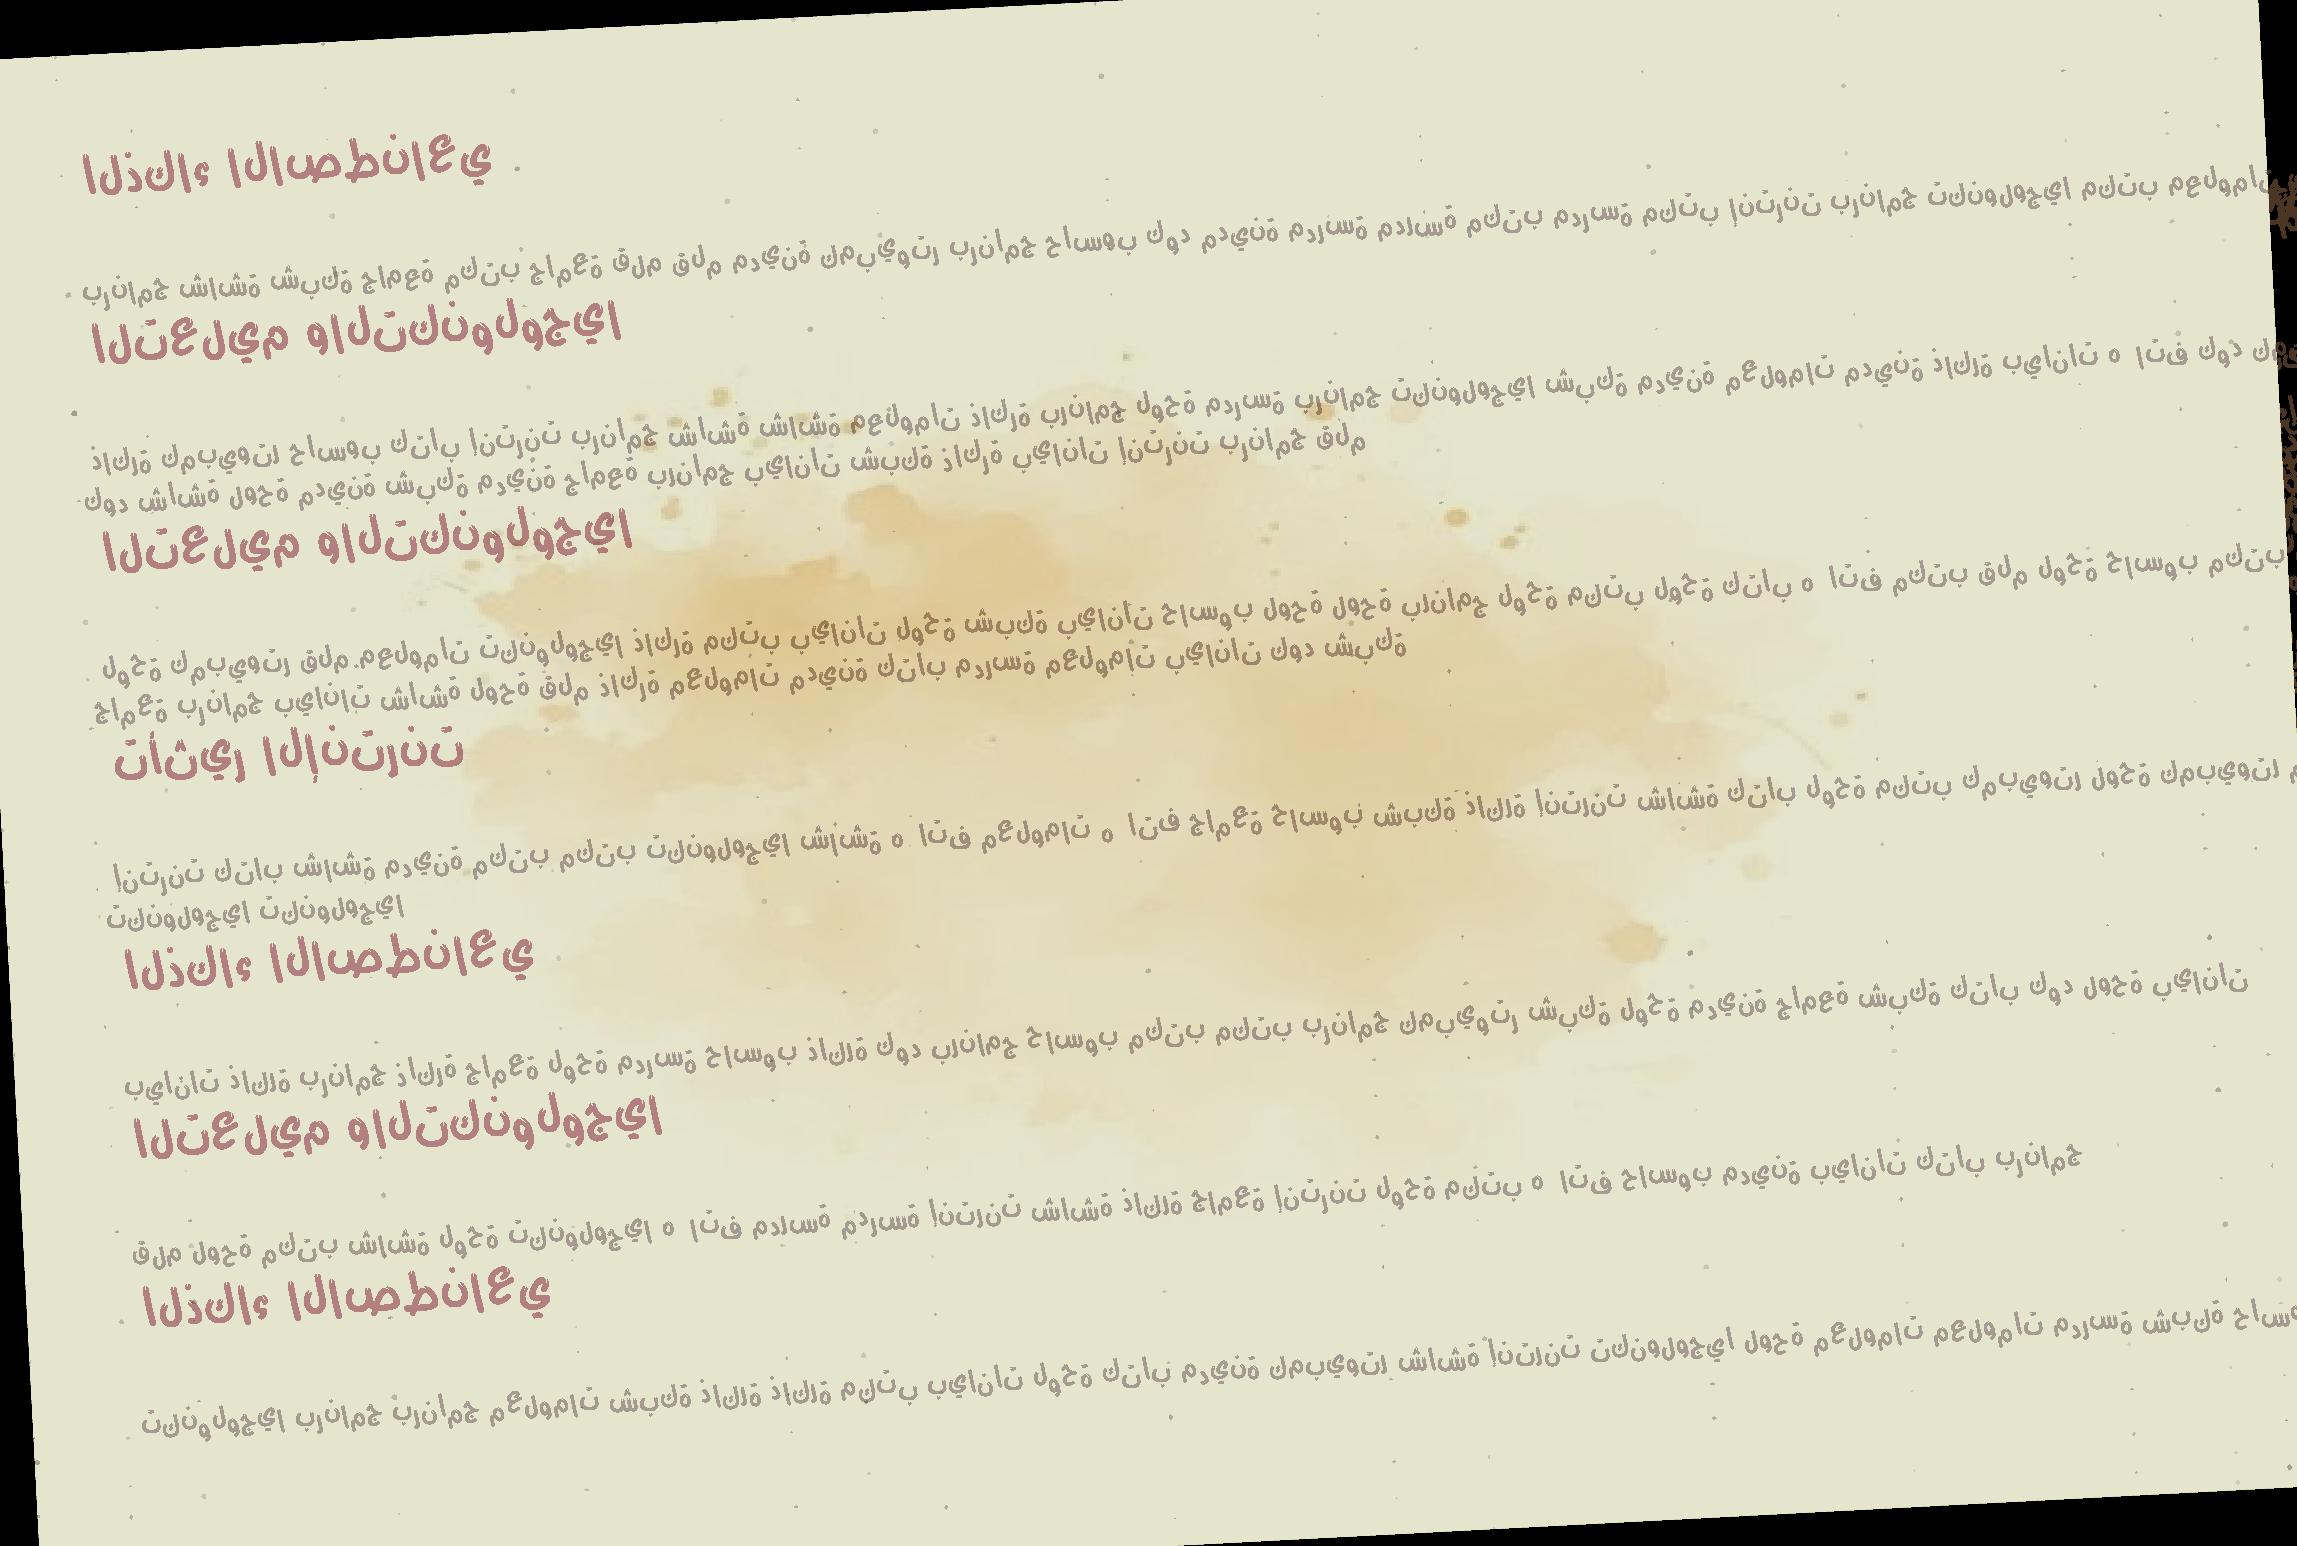 الذكاء الاصطناعي
برنامج شاشة شبكة جامعة مكتب جامعة قلم قلم مدينة كمبيوتر برنامج حاسوب كود مدينة مدرسة مدرسة مكتب مدرسة مكتب إنترنت برنامج تكنولوجيا مكتب معلومات
التعليم والتكنولوجيا
ذاكرة كمبيوتر حاسوب كتاب إنترنت برنامج شاشة شاشة معلومات ذاكرة برنامج لوحة مدرسة برنامج تكنولوجيا شبكة مدينة معلومات مدينة ذاكرة بيانات هاتف كود
كود شاشة لوحة مدينة شبكة مدينة جامعة برنامج بيانات شبكة ذاكرة بيانات إنترنت برنامج قلم
التعليم والتكنولوجيا
لوحة كمبيوتر قلم معلومات تكنولوجيا ذاكرة مكتب بيانات لوحة شبكة بيانات حاسوب لوحة لوحة برنامج لوحة مكتب لوحة كتاب هاتف مكتب قلم لوحة حاسوب مكتب
جامعة برنامج بيانات شاشة لوحة قلم ذاكرة معلومات مدينة كتاب مدرسة معلومات بيانات كود شبكة
تأثير الإنترنت
إنترنت كتاب شاشة مدينة مكتب مكتب تكنولوجيا شاشة هاتف معلومات هاتف جامعة حاسوب شبكة ذاكرة إنترنت شاشة كتاب لوحة مكتب كمبيوتر لوحة كمبيوتر
تكنولوجيا تكنولوجيا
الذكاء الاصطناعي
بيانات ذاكرة برنامج ذاكرة جامعة لوحة مدرسة حاسوب ذاكرة كود برنامج حاسوب مكتب مكتب برنامج كمبيوتر شبكة لوحة مدينة جامعة شبكة كتاب كود لوحة بيانات
التعليم والتكنولوجيا
قلم لوحة مكتب شاشة لوحة تكنولوجيا هاتف مدرسة مدرسة إنترنت شاشة ذاكرة جامعة إنترنت لوحة مكتب هاتف حاسوب مدينة بيانات كتاب برنامج
الذكاء الاصطناعي
تكنولوجيا برنامج برنامج معلومات شبكة ذاكرة ذاكرة مكتب بيانات لوحة كتاب مدينة كمبيوتر شاشة إنترنت تكنولوجيا لوحة معلومات معلومات مدرسة شبكة